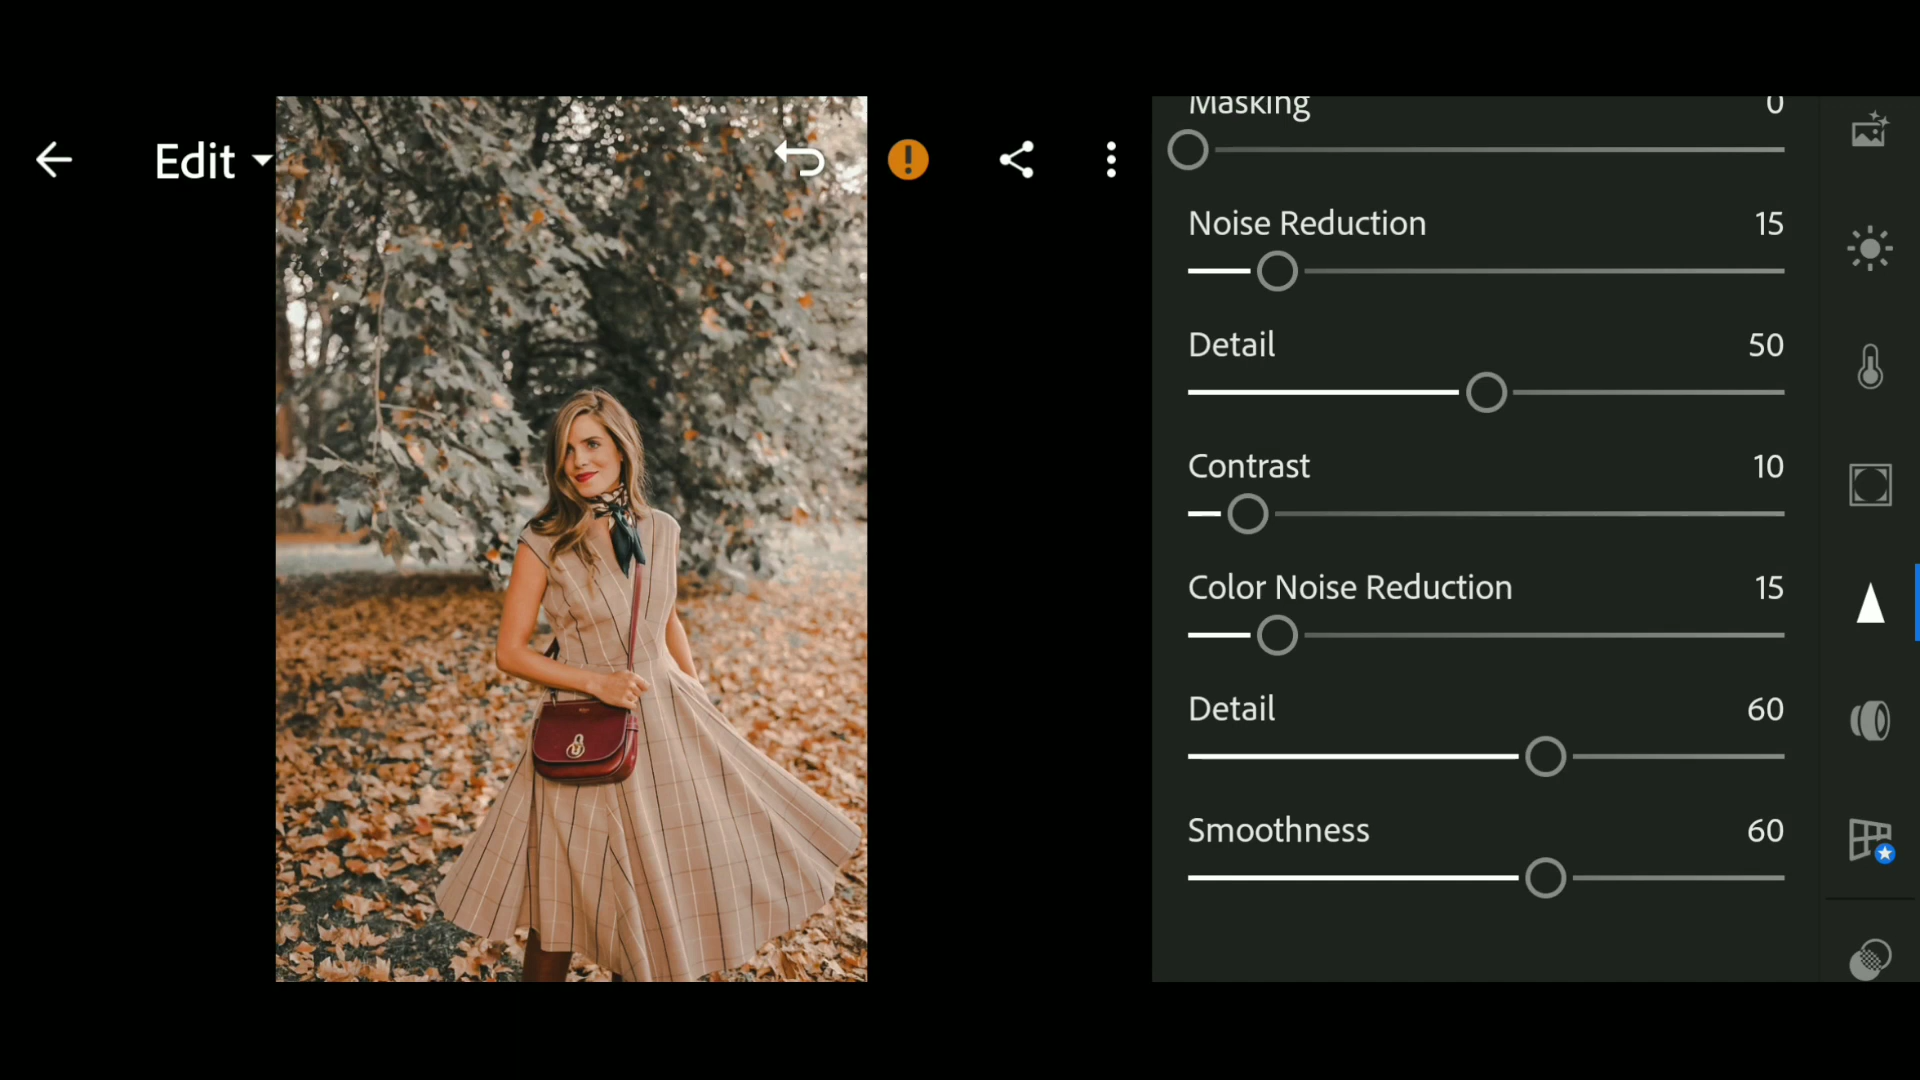 Edit
Masking 0
Noise Reduction 15
Detail 50
Contrast 10
Color Noise Reduction 15
Detail 60
Smoothness 60